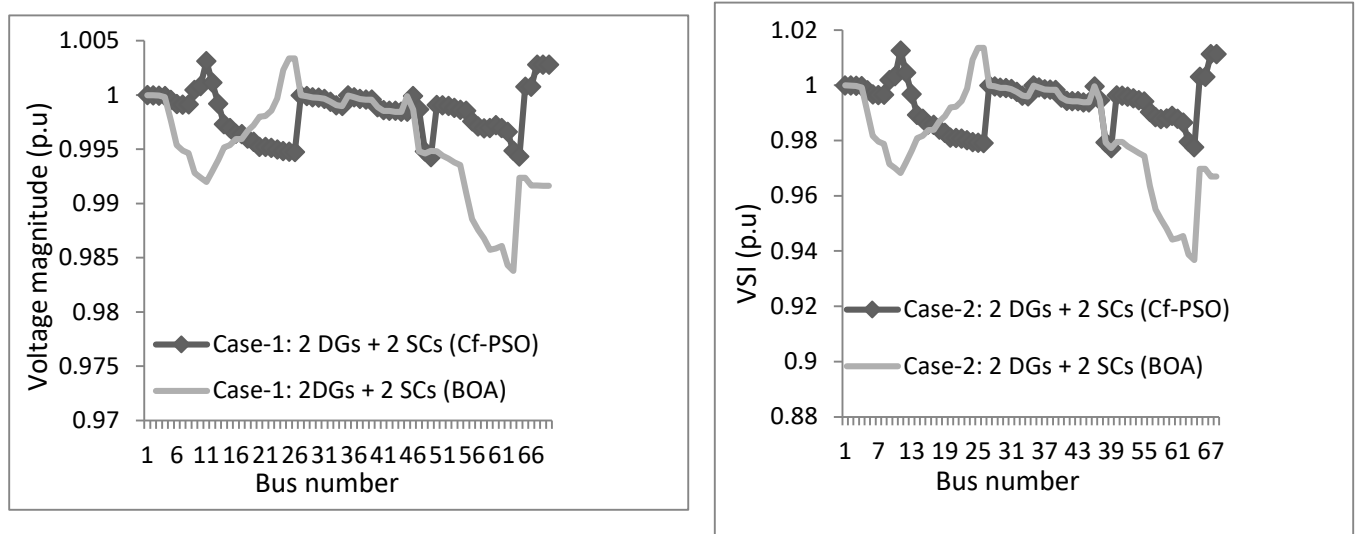 Voltage magnitude (p.u)
1.005
1
0.995
0.99
0.985
0.98
0.975
0.97
Case-1: 2 DGs + 2 SCs (Cf-PSO)
Case-1: 2DGs + 2 SCs (BOA)
1 6 11 16 21 26 31 36 41 46 51 56 61 66
Bus number
VSI (p.u)
1.02
1
0.98
0.96
0.94
0.92
0.9
0.88
Case-2: 2 DGs + 2 SCs (Cf-PSO)
Case-2: 2 DGs + 2 SCs (BOA)
1 7 13 19 25 31 37 43 49 55 61 67
Bus number